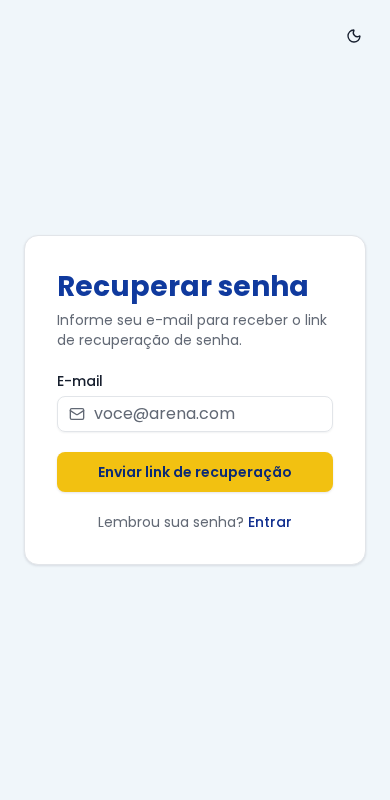 Recuperar senha
Informe seu e-mail para receber o link
de recuperação de senha.
E-mail
voce@arena.com
Enviar link de recuperação
Lembrou sua senha? Entrar